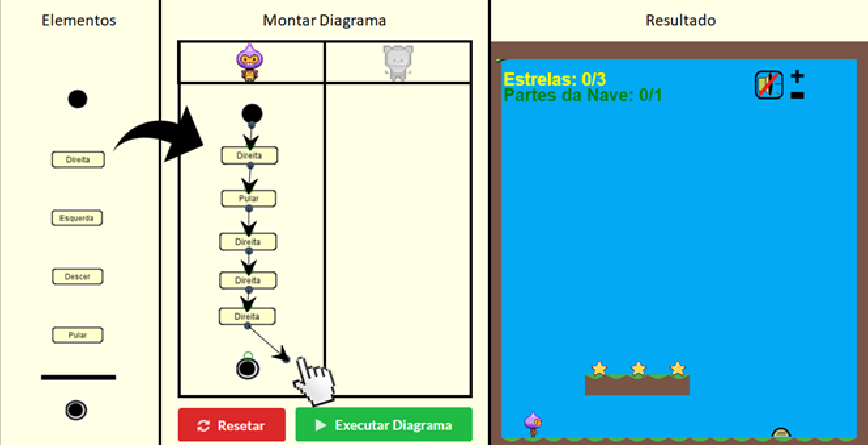 Elementos
Direita
Esquerda
Descer
Pular
Montar Diagrama
Direita
Pular
Direita
Direita
Direita
Resetar
Executar Diagrama
Resultado
Estrelas: 0/3
Partes da Nave: 0/1